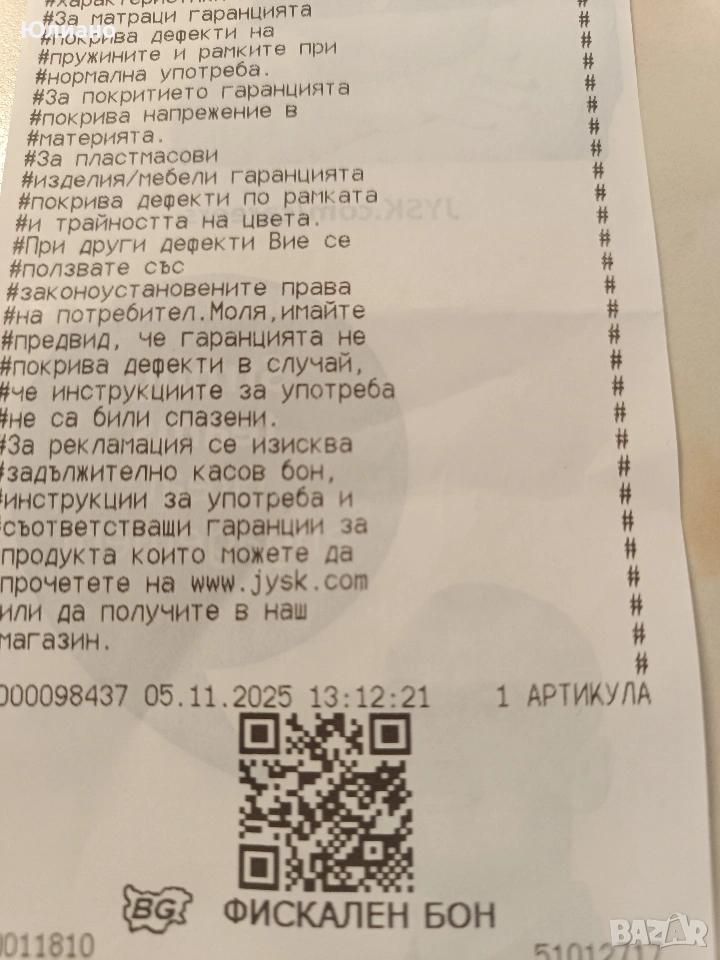 #За матраци гаранцията
Юлиано
#покрива дефекти на #
#пружините и рамките при #
#нормална употреба. #
#За покритието гаранцията #
#покрива напрежение в #
#материята. #
#За пластмасови #
#изделия/мебели гаранцията #
#покрива дефекти по рамката #
#и трайността на цвета. #
#При други дефекти Вие се #
#ползвате със #
#законоустановените права #
#на потребител.Моля,имайте #
#предвид, че гаранцията не #
#покрива дефекти в случай, #
#че инструкциите за употреба #
#не са били спазени. #
#За рекламация се изисква #
#задължително касов бон, #
#инструкции за употреба и #
#съответстващи гаранции за #
продукта които можете да #
прочетете на www.jysk.com #
или да получите в наш #
магазин. #
#
000098437 05.11.2025 13:12:21 1 АРТИКУЛА
BG ФИСКАЛЕН БОН
0011810 51012717
BAZAR